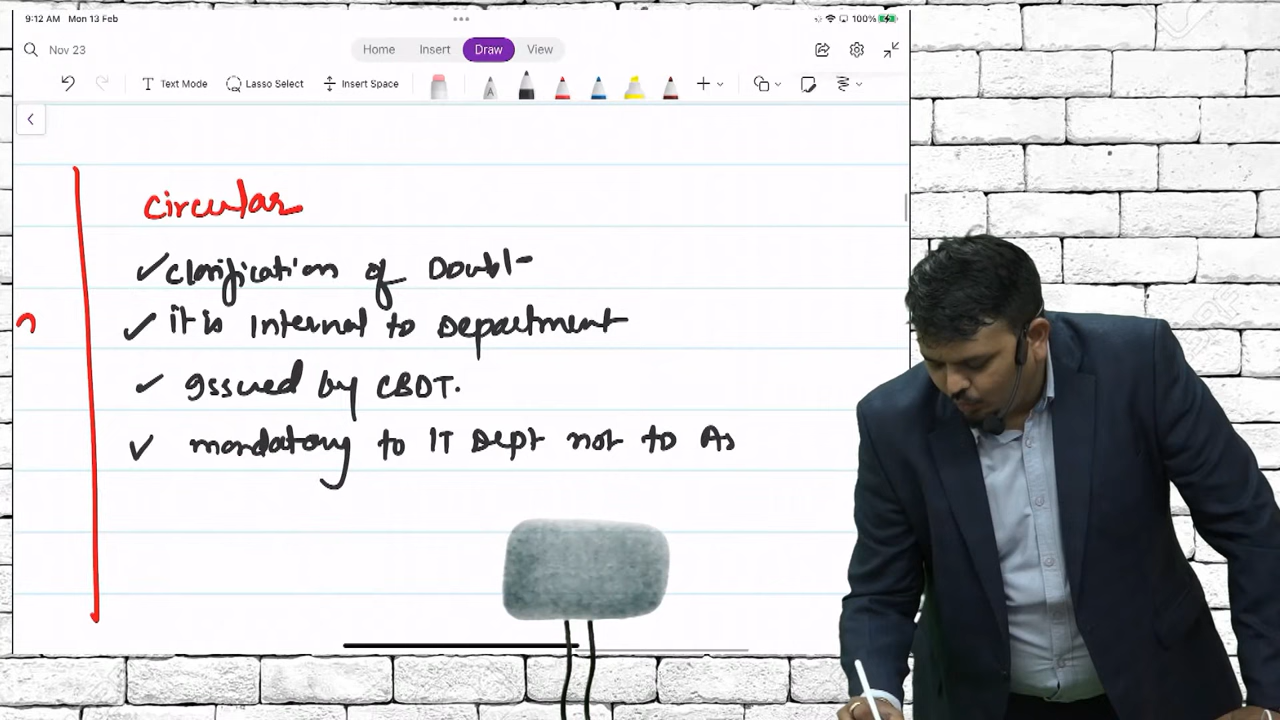 9:12 AM Mon 13 Feb
100%
Nov 23
Home Insert Draw View
Text Mode Lasso Select Insert Space
A
Circular
✓ Clarification of Doubt
✓ it is Internal to Department
✓ Issued by CBDT.
✓ mandatory to IT Dept not to As